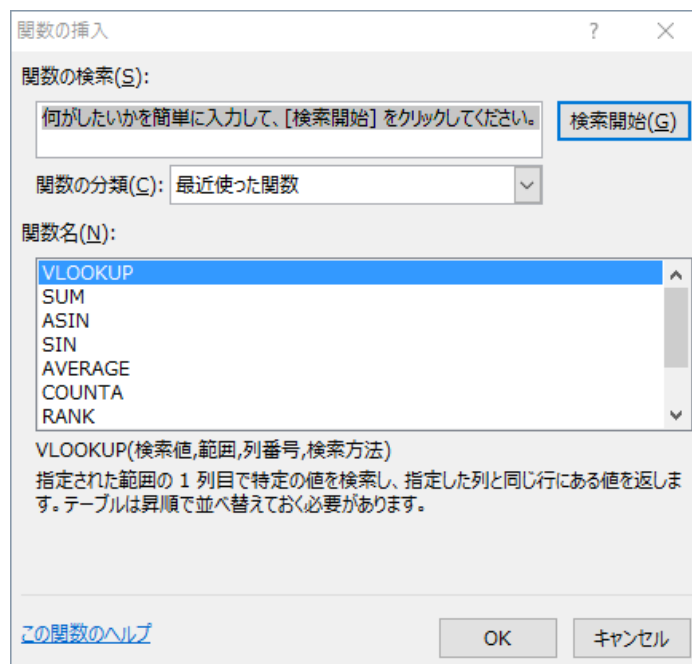 関数の挿入
?
関数の検索(S):
何がしたいかを簡単に入力して、[検索開始] をクリックしてください。
検索開始(G)
関数の分類(C):
最近使った関数
関数名(N):
VLOOKUP
SUM
ASIN
SIN
AVERAGE
COUNTA
RANK
VLOOKUP(検索値,範囲,列番号,検索方法)
指定された範囲の 1 列目で特定の値を検索し、指定した列と同じ行にある値を返しま
す。テーブルは昇順で並べ替えておく必要があります。
この関数のヘルプ
OK
キャンセル